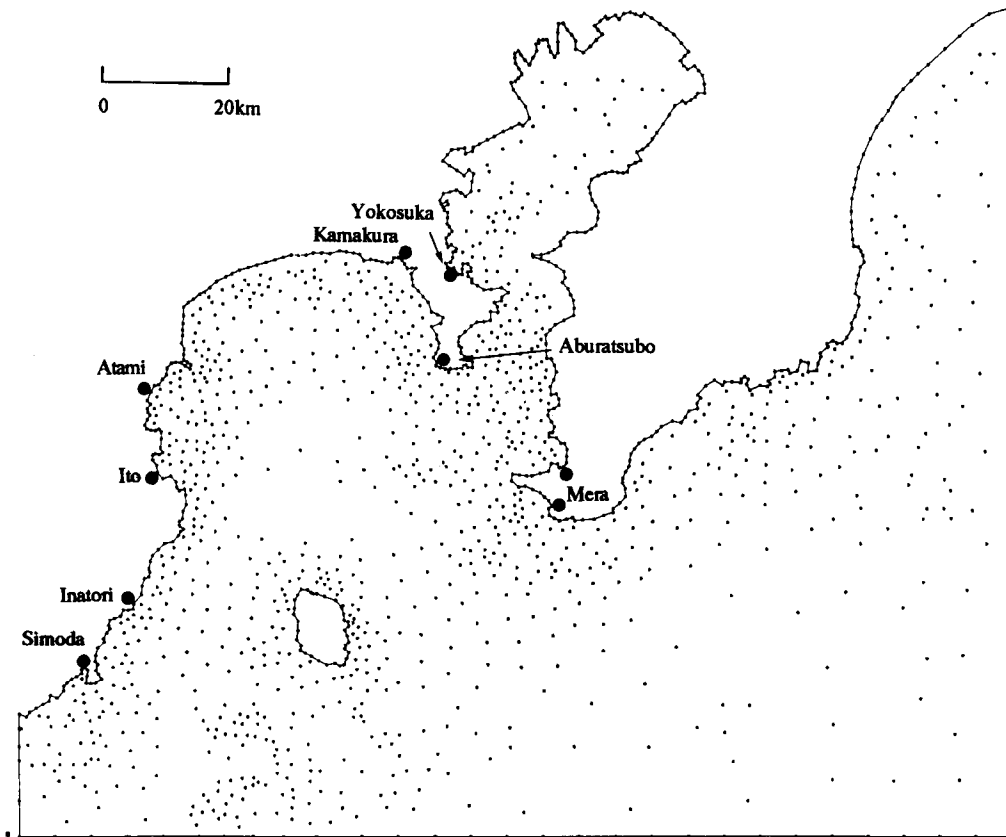 0 20km
Yokosuka
Kamakura
Aburatsubo
Atami
Ito
Mera
Inatori
Simoda